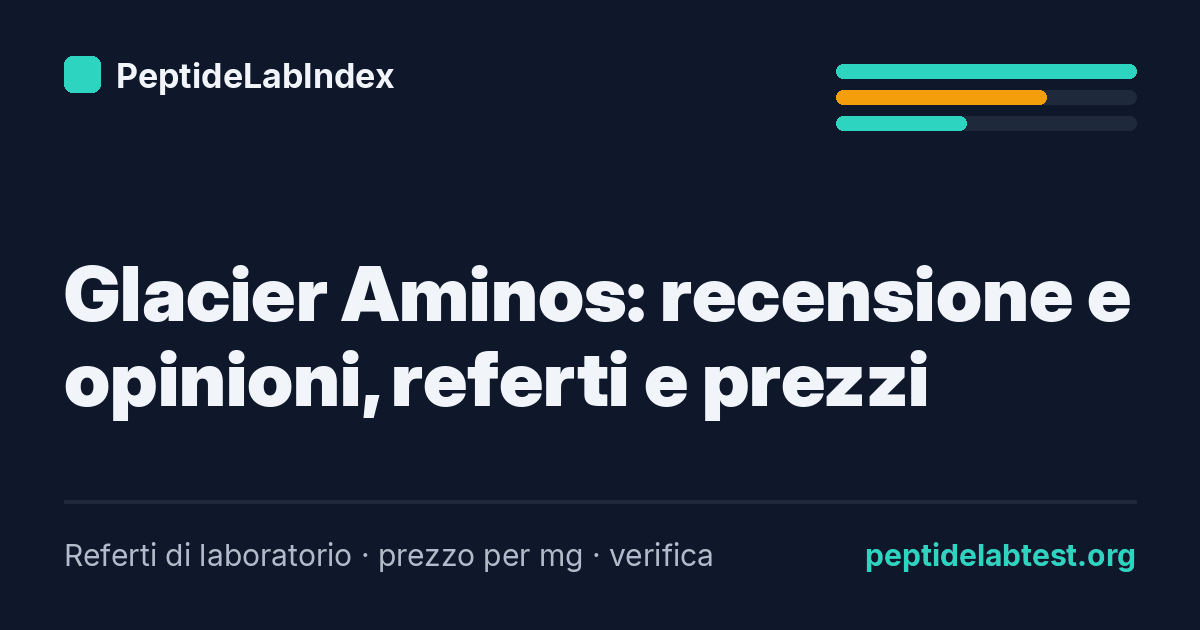 PeptideLabIndex
Glacier Aminos: recensione e
opinioni, referti e prezzi
Referti di laboratorio · prezzo per mg · verifica
peptidelabtest.org